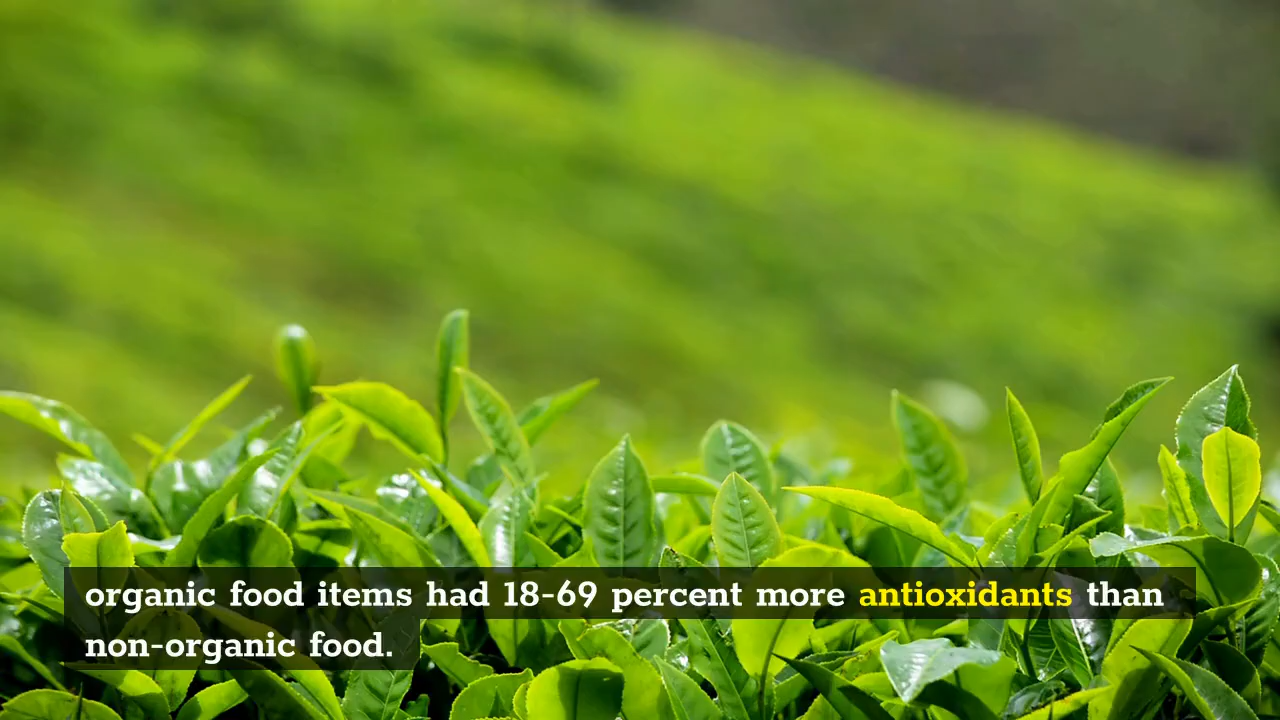 organic food items had 18-69 percent more antioxidants than
non-organic food.